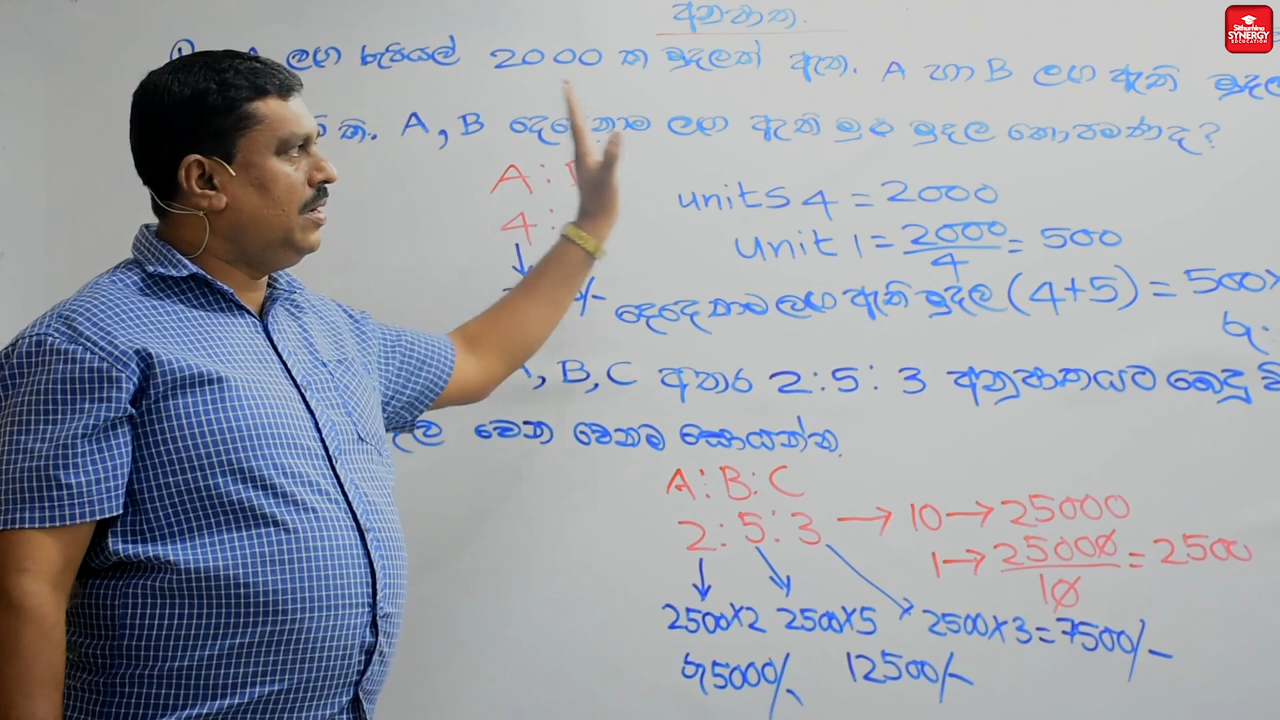 Sithumina
SYNERGY
EDUCATION
අනුපාත.
A ලඟ රුපියල් 2000 ක මුදලක් ඇත. A හා B ලඟ ඇති මුදල
කි. A, B දෙදෙනාම ලඟ ඇති මුළු මුදල කොපමණද?
A :
4 :
units 4 = 2000
unit 1 = 2000/4 = 500
/- දෙදෙනාම ලඟ ඇති මුදල (4+5) = 500×
රු.
, B, C අතර 2:5:3 අනුපාතයට බෙදූ
වෙන වෙනම සොයන්න.
A : B : C
2 : 5 : 3 → 10 → 25000
1 → 25000/10 = 2500
2500×2 2500×5 2500×3 = 7500/-
රු5000/- 12500/-